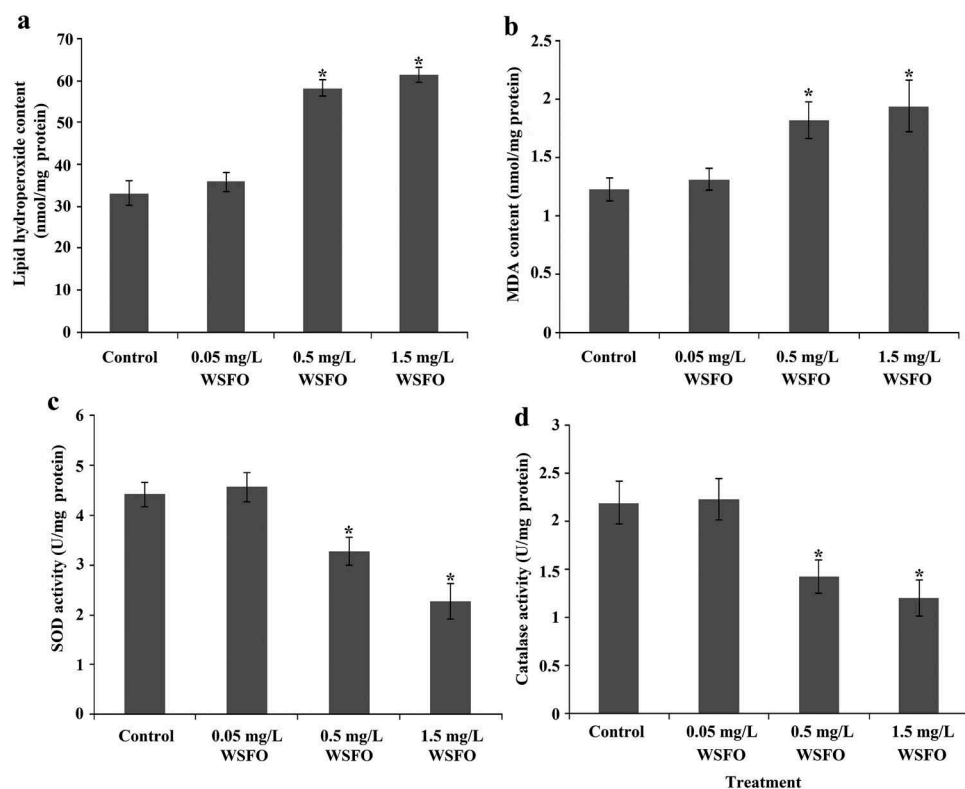 a
Lipid hydroperoxide content
(nmol/mg protein)
70
60
50
40
30
20
10
0
*
*
Control
0.05 mg/L
WSFO
0.5 mg/L
WSFO
1.5 mg/L
WSFO
b
MDA content (nmol/mg protein)
2.5
2
1.5
1
0.5
0
*
*
Control
0.05 mg/L
WSFO
0.5 mg/L
WSFO
1.5 mg/L
WSFO
c
SOD activity (U/mg protein)
6
5
4
3
2
1
0
*
*
Control
0.05 mg/L
WSFO
0.5 mg/L
WSFO
1.5 mg/L
WSFO
d
Catalase activity (U/mg protein)
3
2.5
2
1.5
1
0.5
0
*
*
Control
0.05 mg/L
WSFO
0.5 mg/L
WSFO
1.5 mg/L
WSFO
Treatment